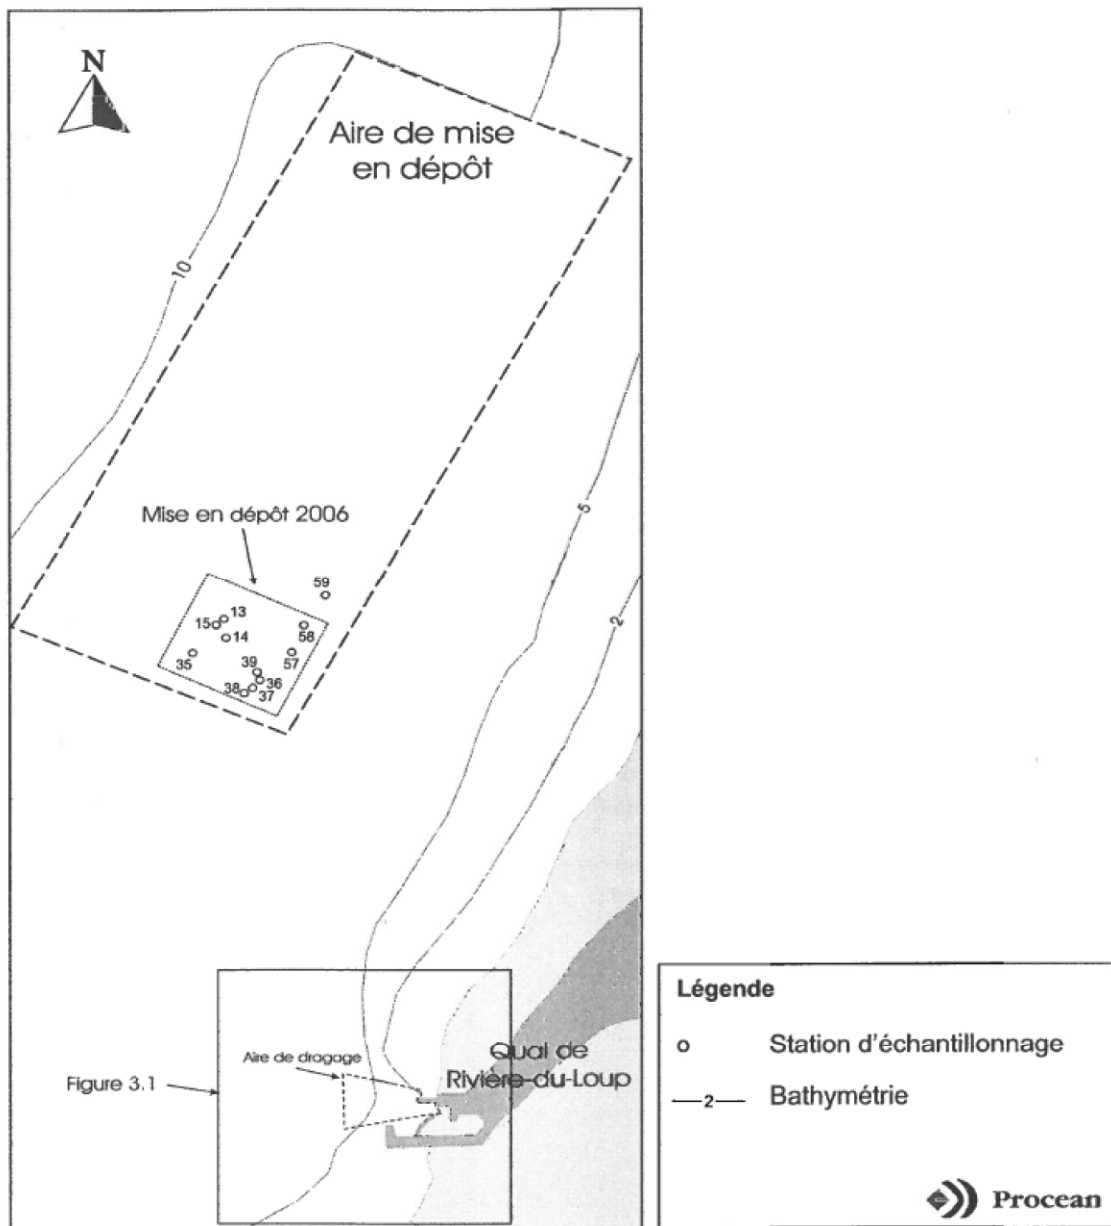 N
Aire de mise
en dépôt
10
Mise en dépôt 2006
5
59
13
15
58
14
2
35
39
57
36
38
37
Aire de dragage
Quai de
Rivière-du-Loup
Figure 3.1
Légende
Station d'échantillonnage
2
Bathymétrie
Procean